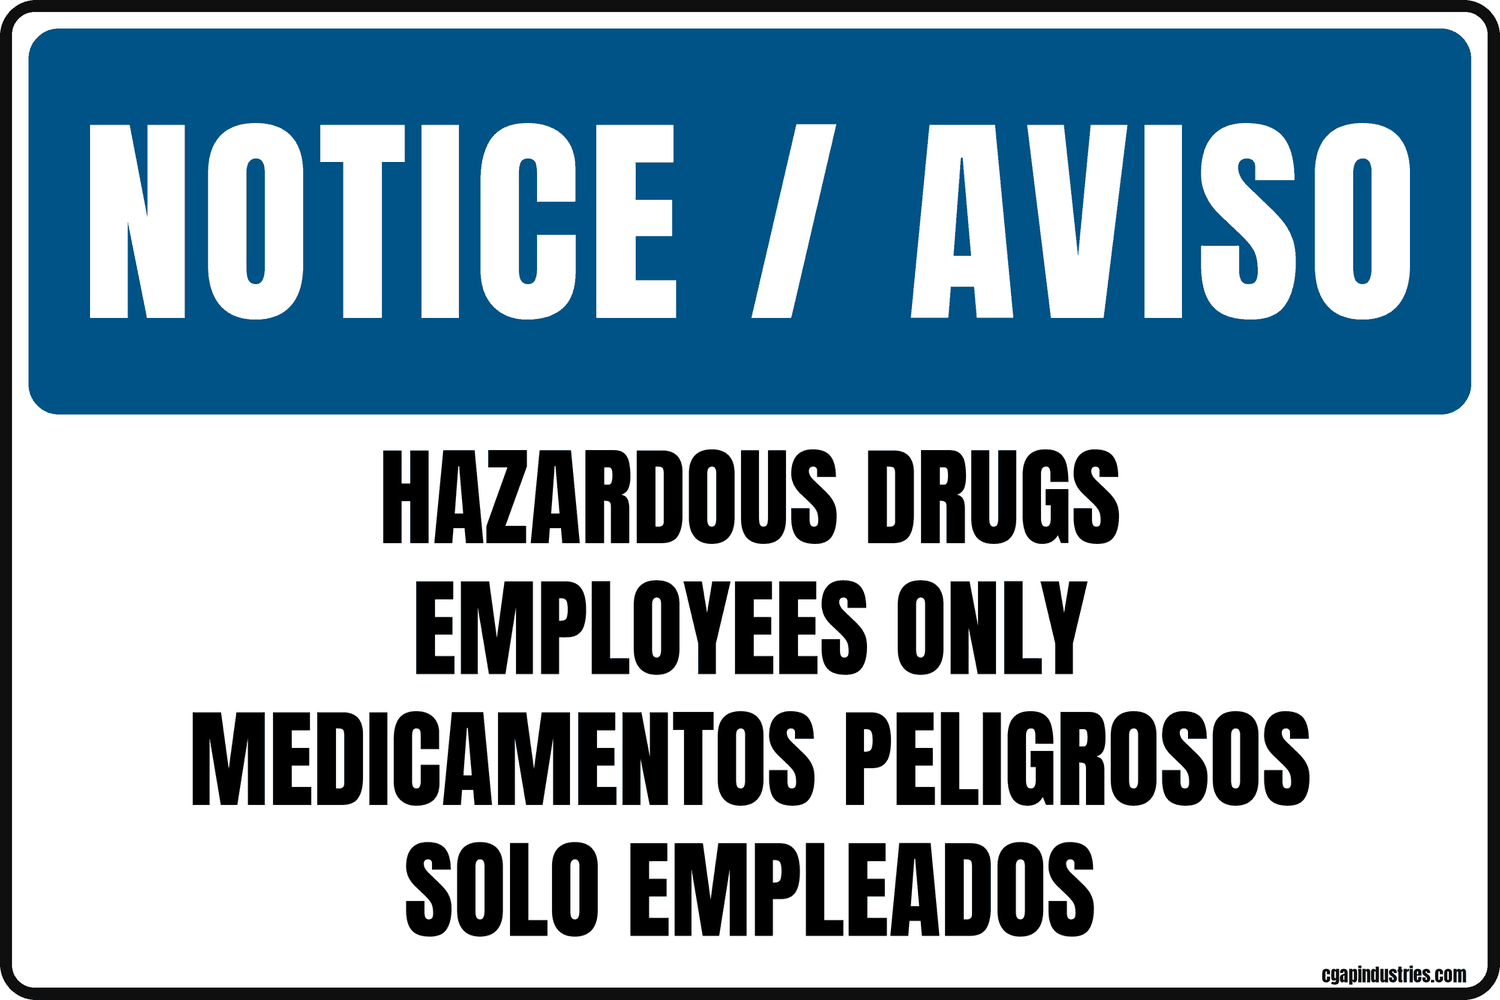 NOTICE / AVISO
HAZARDOUS DRUGS
EMPLOYEES ONLY
MEDICAMENTOS PELIGROSOS
SOLO EMPLEADOS
cgapindustries.com